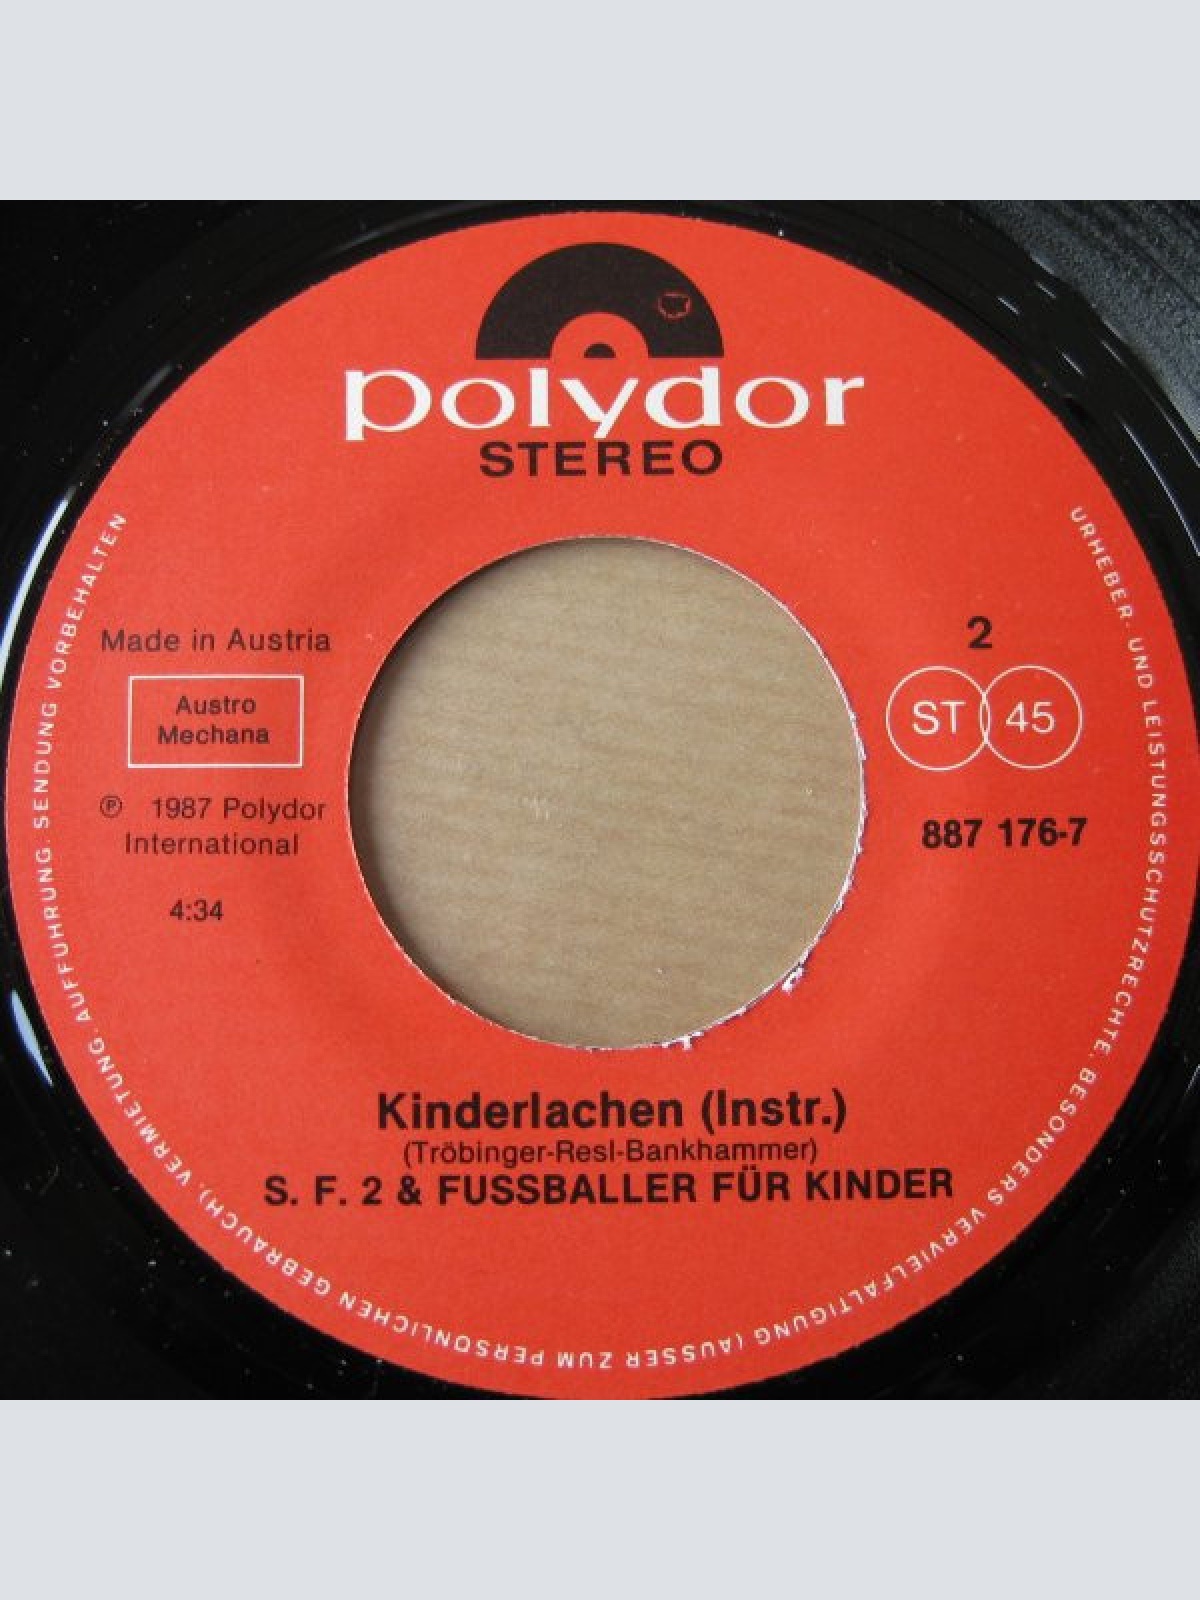 polydor
STEREO
Made in Austria
Austro
Mechana
℗ 1987 Polydor
International
4:34
2
ST 45
887 176-7
Kinderlachen (Instr.)
(Tröbinger-Resl-Bankhammer)
S. F. 2 & FUSSBALLER FÜR KINDER
URHEBER- UND LEISTUNGSSCHUTZRECHTE, BESONDERS VERVIELFÄLTIGUNG (AUSSER ZUM PERSÖNLICHEN GEBRAUCH), VERMIETUNG, AUFFÜHRUNG, SENDUNG VORBEHALTEN